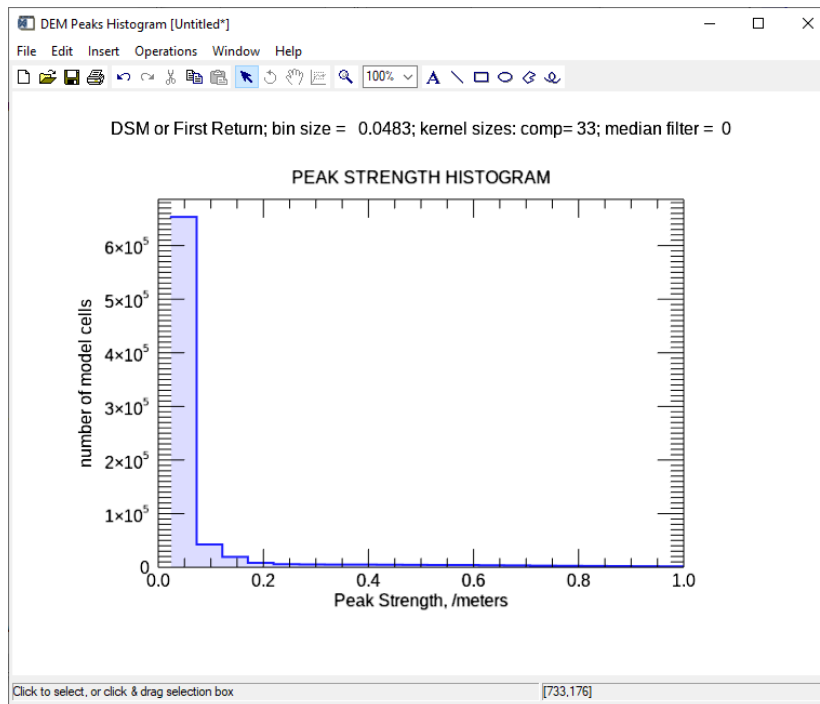 DEM Peaks Histogram [Untitled*]
File Edit Insert Operations Window Help
100%
DSM or First Return; bin size = 0.0483; kernel sizes: comp= 33; median filter = 0
PEAK STRENGTH HISTOGRAM
6×10⁵
5×10⁵
4×10⁵
3×10⁵
2×10⁵
1×10⁵
0
number of model cells
0.0 0.2 0.4 0.6 0.8 1.0
Peak Strength, /meters
Click to select, or click & drag selection box [733,176]